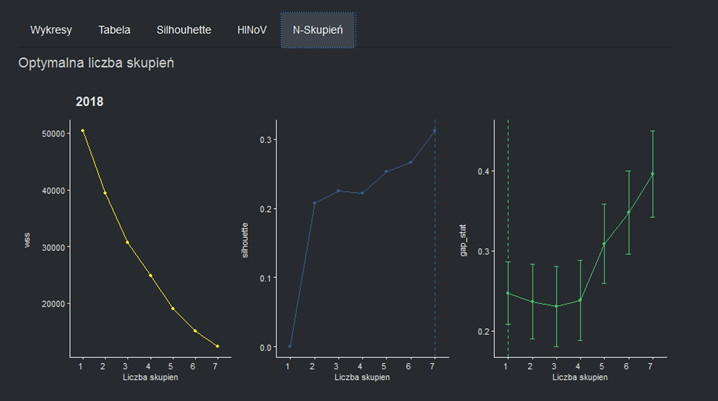 Wykresy Tabela Silhouhette HINoV N-Skupień
Optymalna liczba skupień
2018
50000
40000
30000
20000
wss
1 2 3 4 5 6 7
Liczba skupien
0.3
0.2
0.1
0.0
silhouette
1 2 3 4 5 6 7
Liczba skupien
0.4
0.3
0.2
gap_stat
1 2 3 4 5 6 7
Liczba skupien